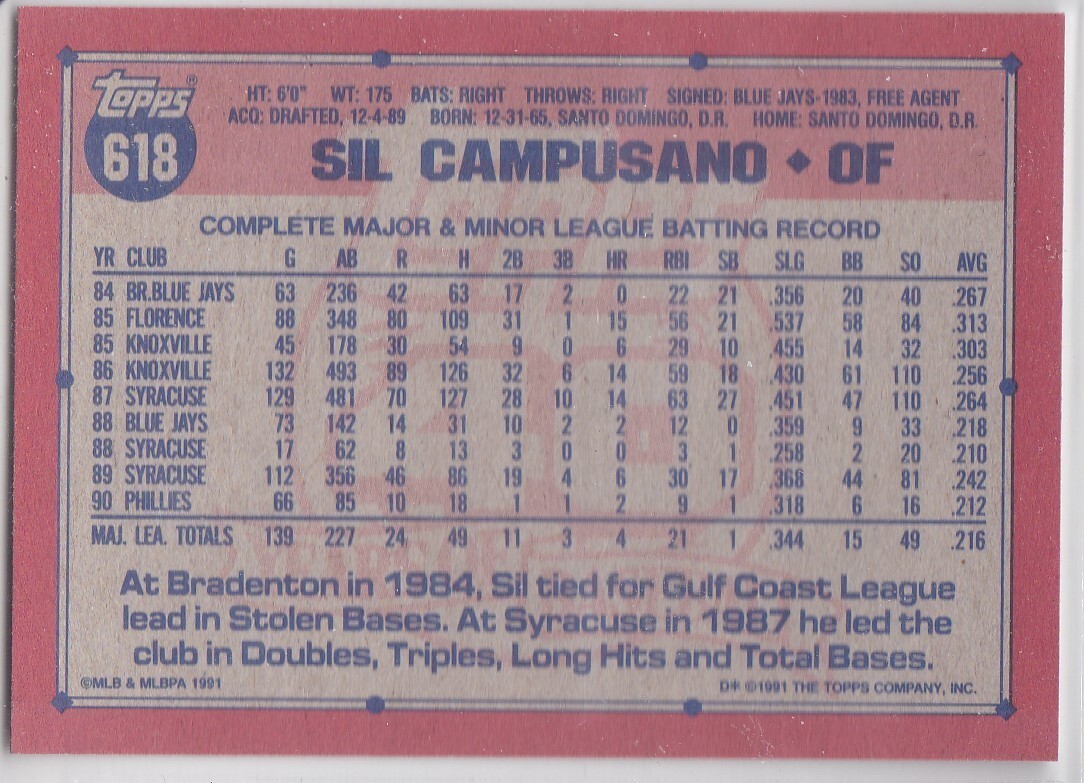 Topps®
618
HT: 6'0" WT: 175 BATS: RIGHT THROWS: RIGHT SIGNED: BLUE JAYS-1983, FREE AGENT
ACQ: DRAFTED, 12-4-89 BORN: 12-31-65, SANTO DOMINGO, D.R. HOME: SANTO DOMINGO, D.R.
SIL CAMPUSANO ◆ OF
COMPLETE MAJOR & MINOR LEAGUE BATTING RECORD
YR CLUB G AB R H 2B 3B HR RBI SB SLG BB SO AVG
84 BR.BLUE JAYS 63 236 42 63 17 2 0 22 21 .356 20 40 .267
85 FLORENCE 88 348 80 109 31 1 15 56 21 .537 58 84 .313
85 KNOXVILLE 45 178 30 54 9 0 6 29 10 .455 14 32 .303
86 KNOXVILLE 132 493 89 126 32 6 14 59 18 .430 61 110 .256
87 SYRACUSE 129 481 70 127 28 10 14 63 27 .451 47 110 .264
88 BLUE JAYS 73 142 14 31 10 2 2 12 0 .359 9 33 .218
88 SYRACUSE 17 62 8 13 3 0 0 3 1 .258 2 20 .210
89 SYRACUSE 112 356 46 86 19 4 6 30 17 .368 44 81 .242
90 PHILLIES 66 85 10 18 1 1 2 9 1 .318 6 16 .212
MAJ. LEA. TOTALS 139 227 24 49 11 3 4 21 1 .344 15 49 .216
At Bradenton in 1984, Sil tied for Gulf Coast League
lead in Stolen Bases. At Syracuse in 1987 he led the
club in Doubles, Triples, Long Hits and Total Bases.
©MLB & MLBPA 1991
D* ©1991 THE TOPPS COMPANY, INC.